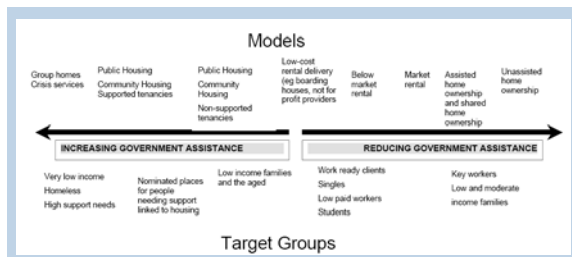 Models
Group homes
Crisis services
Public Housing
Community Housing
Supported tenancies
Public Housing
Community
Housing
Non-supported
tenancies
Low-cost
rental delivery
(eg boarding
houses, not for
profit providers
Below
market
rental
Market
rental
Assisted
home
ownership
and shared
home
ownership
Unassisted
home
ownership
INCREASING GOVERNMENT ASSISTANCE
REDUCING GOVERNMENT ASSISTANCE
Very low income
Homeless
High support needs
Nominated places
for people
needing support
linked to housing
Low income families
and the aged
Work ready clients
Singles
Low paid workers
Students
Key workers
Low and moderate
income families
Target Groups